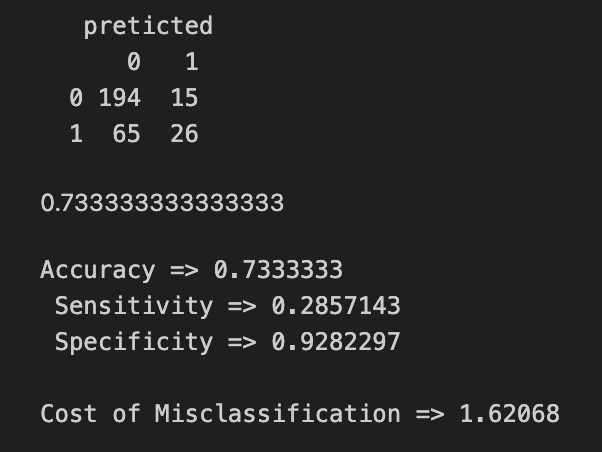 preticted
0 1
0 194 15
1 65 26
0.733333333333333
Accuracy => 0.7333333
Sensitivity => 0.2857143
Specificity => 0.9282297
Cost of Misclassification => 1.62068